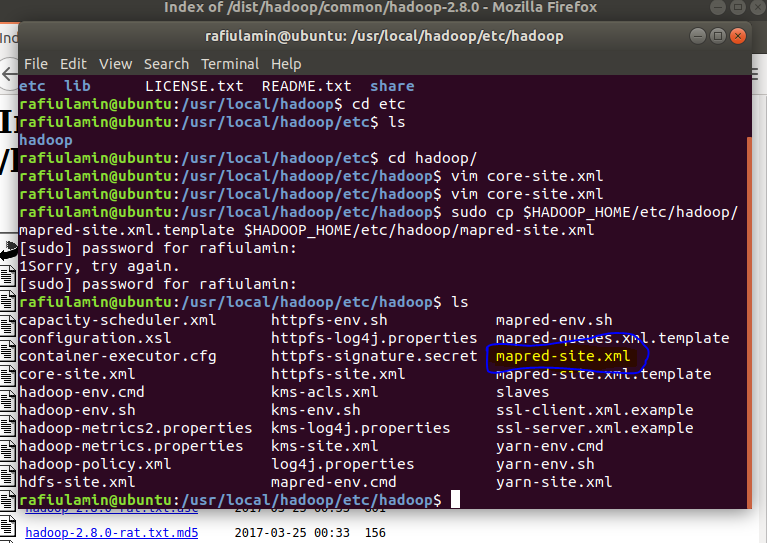 Index of /dist/hadoop/common/hadoop-2.8.0 - Mozilla Firefox
rafiulamin@ubuntu: /usr/local/hadoop/etc/hadoop
File Edit View Search Terminal Help
etc lib LICENSE.txt README.txt share
rafiulamin@ubuntu:/usr/local/hadoop$ cd etc
rafiulamin@ubuntu:/usr/local/hadoop/etc$ ls
hadoop
rafiulamin@ubuntu:/usr/local/hadoop/etc$ cd hadoop/
rafiulamin@ubuntu:/usr/local/hadoop/etc/hadoop$ vim core-site.xml
rafiulamin@ubuntu:/usr/local/hadoop/etc/hadoop$ vim core-site.xml
rafiulamin@ubuntu:/usr/local/hadoop/etc/hadoop$ sudo cp $HADOOP_HOME/etc/hadoop/
mapred-site.xml.template $HADOOP_HOME/etc/hadoop/mapred-site.xml
[sudo] password for rafiulamin:
1Sorry, try again.
[sudo] password for rafiulamin:
rafiulamin@ubuntu:/usr/local/hadoop/etc/hadoop$ ls
capacity-scheduler.xml httpfs-env.sh mapred-env.sh
configuration.xsl httpfs-log4j.properties mapred-queues.xml.template
container-executor.cfg httpfs-signature.secret mapred-site.xml
core-site.xml httpfs-site.xml mapred-site.xml.template
hadoop-env.cmd kms-acls.xml slaves
hadoop-env.sh kms-env.sh ssl-client.xml.example
hadoop-metrics2.properties kms-log4j.properties ssl-server.xml.example
hadoop-metrics.properties kms-site.xml yarn-env.cmd
hadoop-policy.xml log4j.properties yarn-env.sh
hdfs-site.xml mapred-env.cmd yarn-site.xml
rafiulamin@ubuntu:/usr/local/hadoop/etc/hadoop$
hadoop-2.8.0-rat.txt.md5 2017-03-25 00:33 156